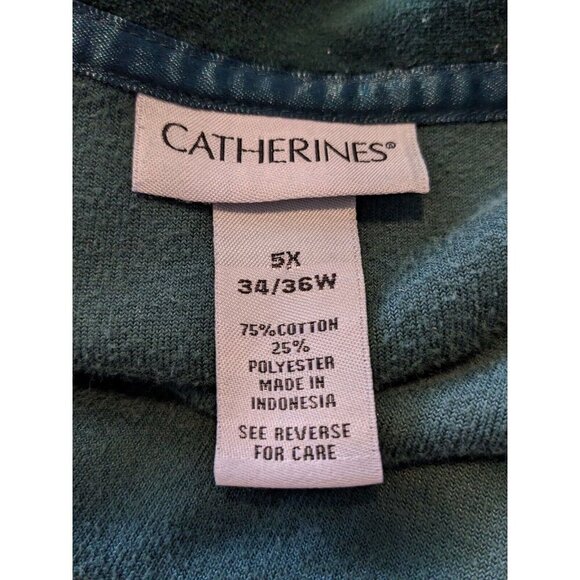 CATHERINES®
5X
34/36W
75%COTTON
25%
POLYESTER
MADE IN
INDONESIA
SEE REVERSE
FOR CARE